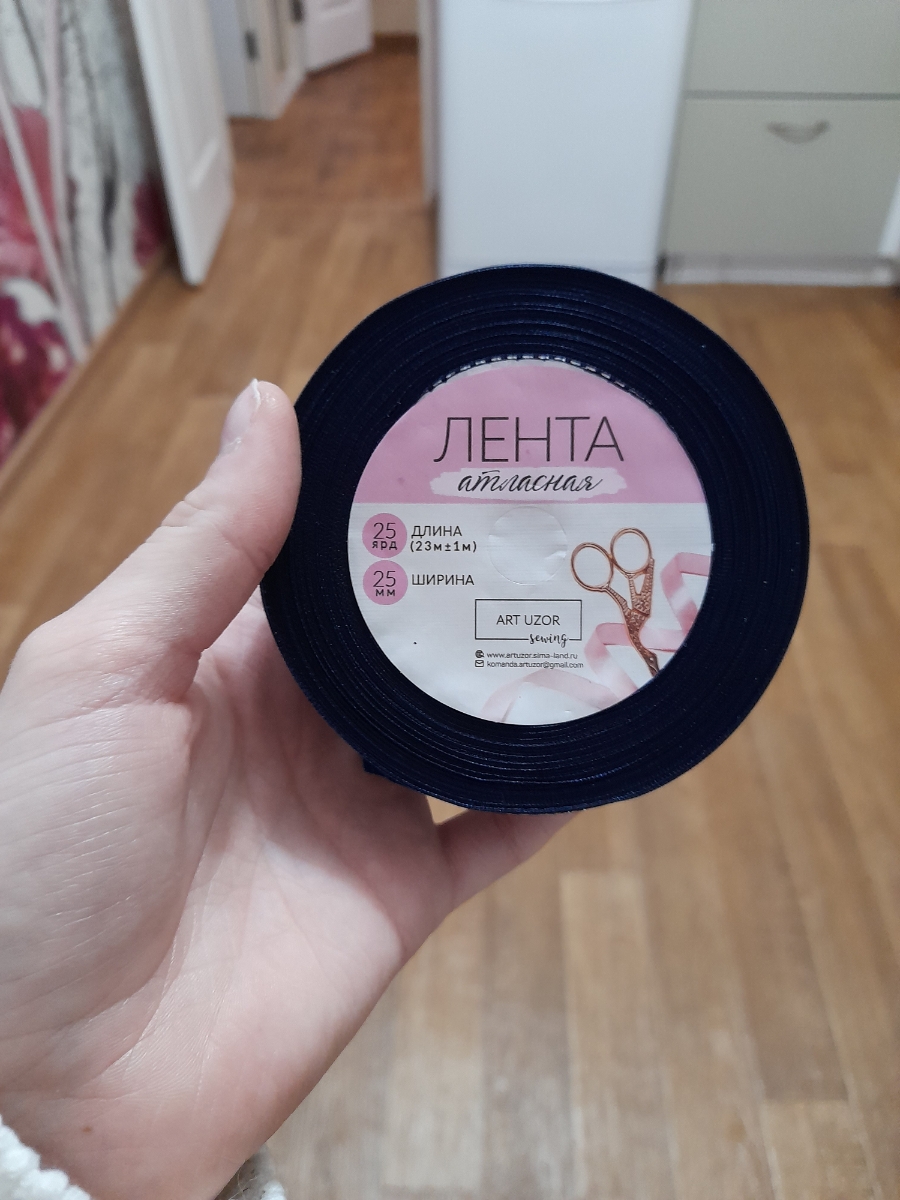 ЛЕНТА
атласная
25 ЯРД ДЛИНА
(23м±1м)
25 ММ ШИРИНА
ART UZOR
sewing
www.artuzor.sima-land.ru
komanda.artuzor@gmail.com